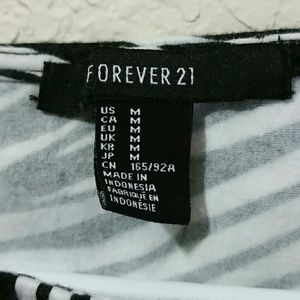 FOREVER 21
US M
CA M
EU M
UK M
KR M
JP M
CN 165/92A
MADE IN
INDONESIA
FABRIQUÉ EN
INDONÉSIE